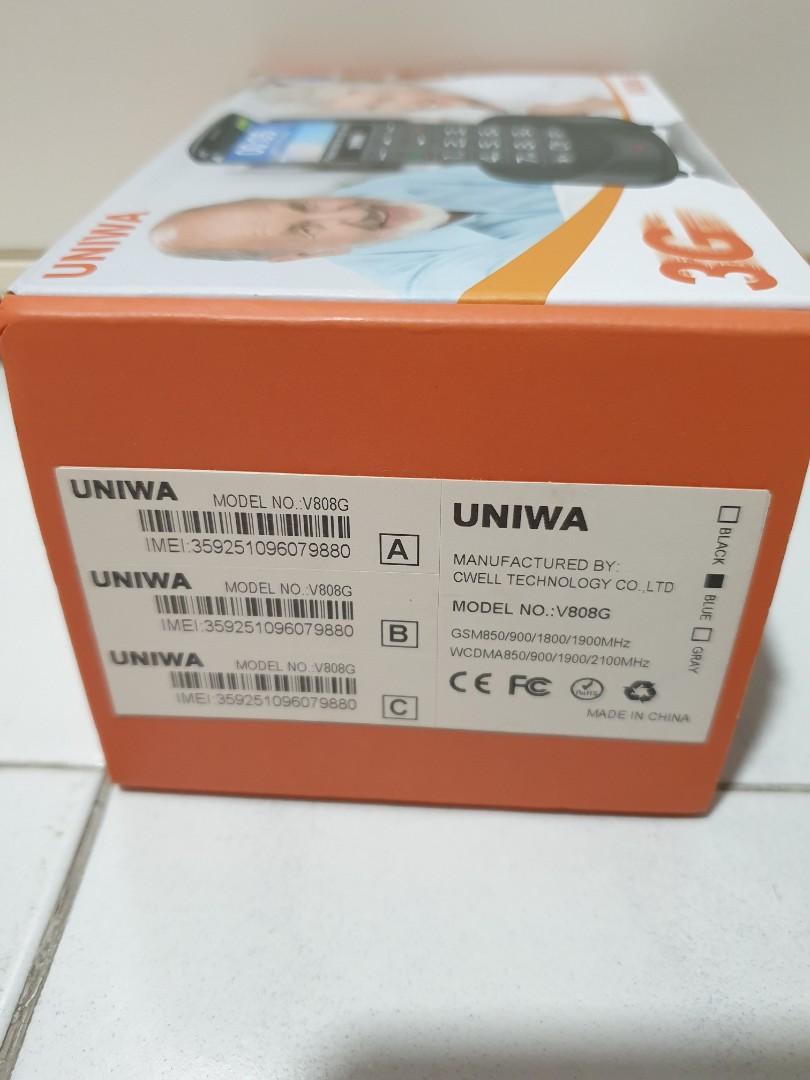 UNIWA
3G
UNIWA
MODEL NO.:V808G
IMEI:359251096079880
A
UNIWA
MODEL NO.:V808G
IMEI:359251096079880
B
UNIWA
MODEL NO.:V808G
IMEI:359251096079880
C
UNIWA
MANUFACTURED BY:
CWELL TECHNOLOGY CO.,LTD
MODEL NO.:V808G
GSM850/900/1800/1900MHz
WCDMA850/900/1900/2100MHz
CE FC RoHS
MADE IN CHINA
BLACK
BLUE
GRAY